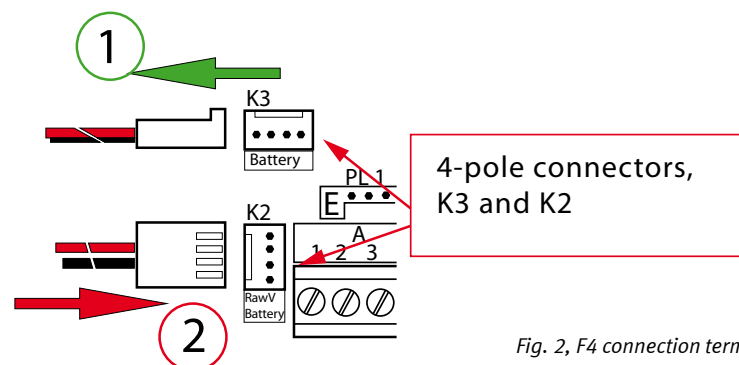 1
K3
Battery
4-pole connectors,
K3 and K2
PL 1
E
K2
A
1 2 3
RawV
Battery
2
Fig. 2, F4 connection term